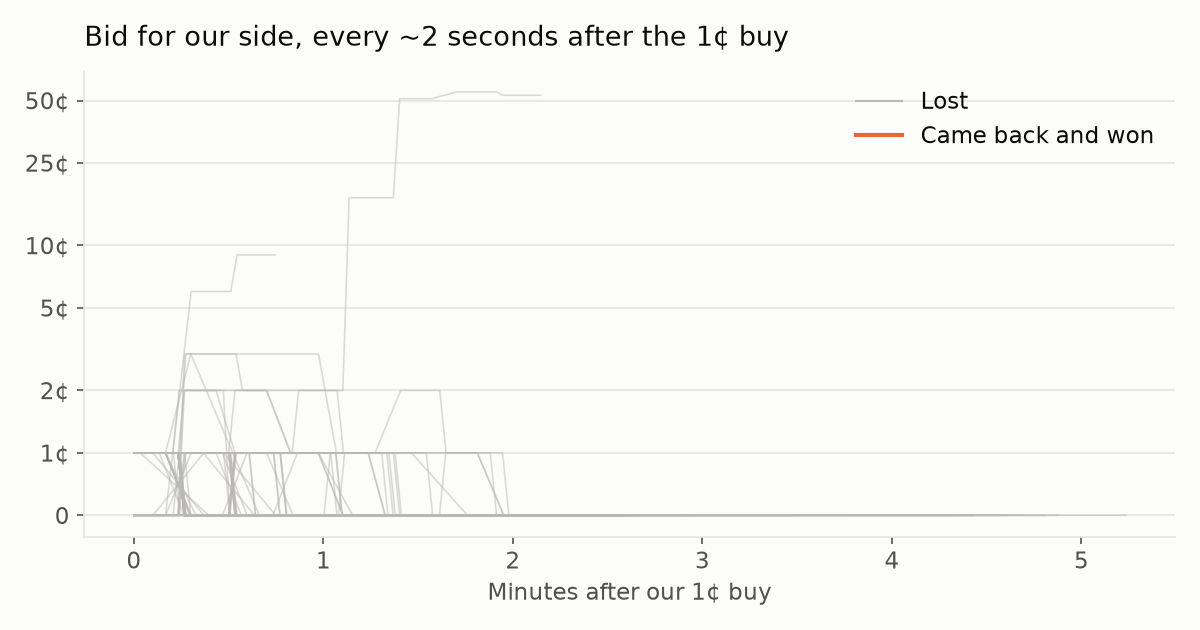 Bid for our side, every ~2 seconds after the 1¢ buy
Lost
Came back and won
50¢
25¢
10¢
5¢
2¢
1¢
0
0 1 2 3 4 5
Minutes after our 1¢ buy